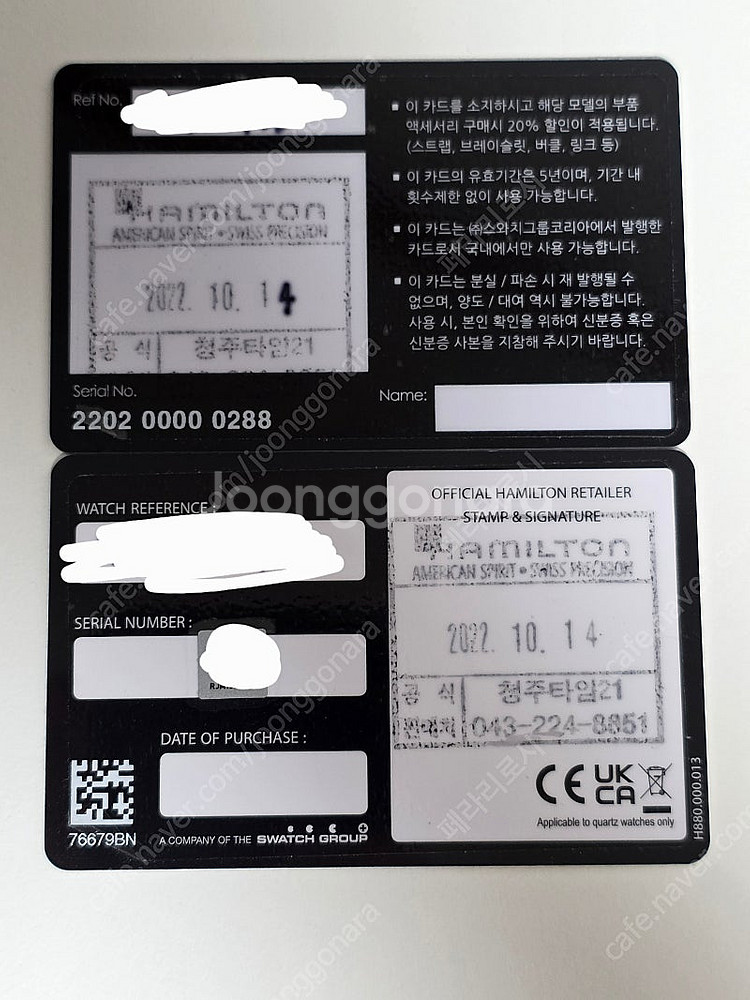 Ref No.
HAMILTON
AMERICAN SPIRIT • SWISS PRECISION
2022. 10. 14
공 식 청주타임21
Serial No.
2202 0000 0288
▪ 이 카드를 소지하시고 해당 모델의 부품
액세서리 구매시 20% 할인이 적용됩니다.
(스트랩, 브레이슬릿, 버클, 링크 등)
▪ 이 카드의 유효기간은 5년이며, 기간 내
횟수제한 없이 사용 가능합니다.
▪ 이 카드는 ㈜스와치그룹코리아에서 발행한
카드로서 국내에서만 사용 가능합니다.
▪ 이 카드는 분실 / 파손 시 재 발행될 수
없으며, 양도 / 대여 역시 불가능합니다.
사용 시, 본인 확인을 위하여 신분증 혹은
신분증 사본을 지참해 주시기 바랍니다.
Name:
Joonggonara
WATCH REFERENCE :
SERIAL NUMBER :
DATE OF PURCHASE :
76679BN
A COMPANY OF THE SWATCH GROUP
OFFICIAL HAMILTON RETAILER
STAMP & SIGNATURE
HAMILTON
AMERICAN SPIRIT • SWISS PRECISION
2022. 10. 14
공 식 청주타임21
판매처 043-224-8851
CE UK
CA
Applicable to quartz watches only
H880.000.013
cafe.naver.com/joonggonara